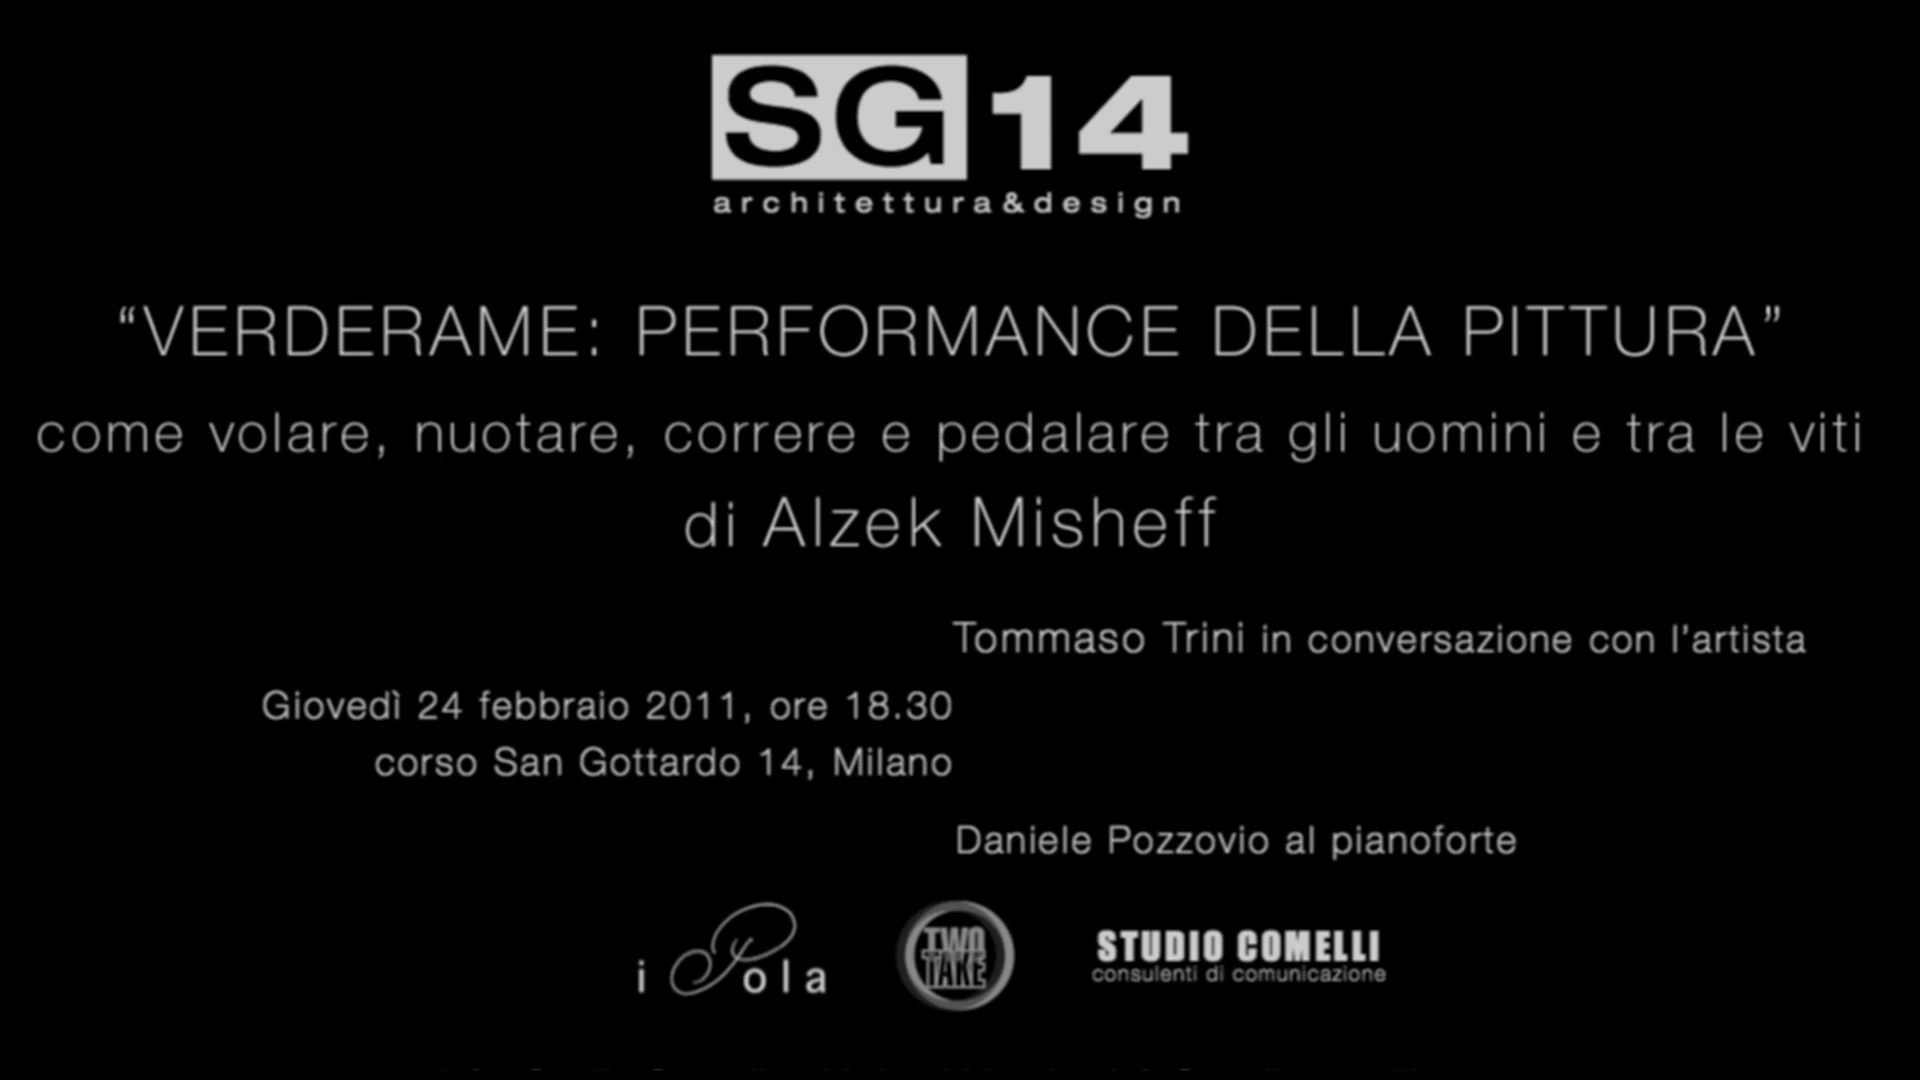 SG 14
architettura&design
“VERDERAME: PERFORMANCE DELLA PITTURA”
come volare, nuotare, correre e pedalare tra gli uomini e tra le viti
di Alzek Misheff
Tommaso Trini in conversazione con l’artista
Giovedì 24 febbraio 2011, ore 18.30
corso San Gottardo 14, Milano
Daniele Pozzovio al pianoforte
i Pola
TWO
TAKE
STUDIO COMELLI
consulenti di comunicazione